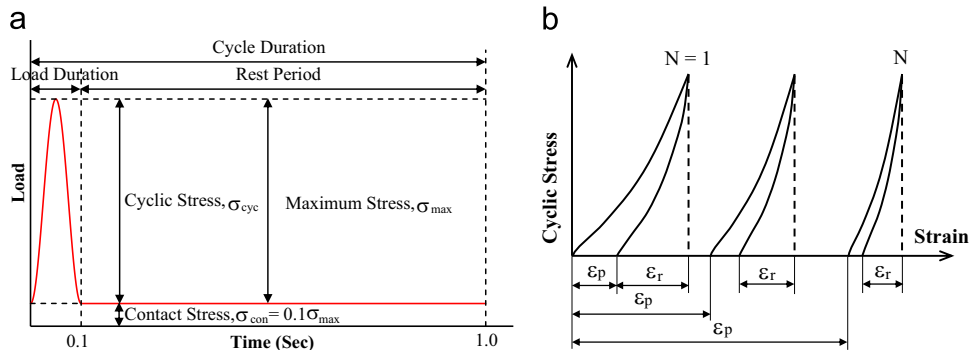 a
Cycle Duration
Load Duration
Rest Period
Load
Cyclic Stress, σcyc
Maximum Stress, σmax
Contact Stress, σcon = 0.1σmax
0.1
Time (Sec)
1.0
b
N = 1
N
Cyclic Stress
Strain
εp
εr
εr
εr
εp
εp